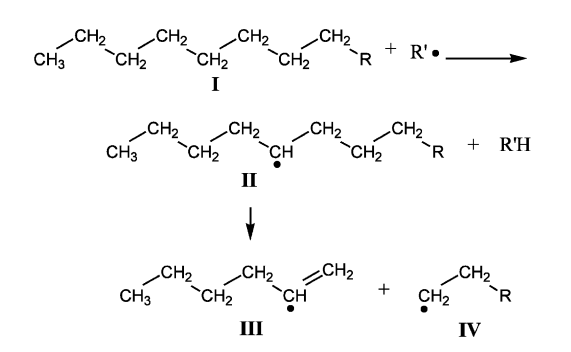 CH₂ CH₂ CH₂ CH₂
CH₃ CH₂ CH₂ CH₂ R + R' •
I
CH₂ CH₂ CH₂ CH₂
CH₃ CH₂ CH CH₂ R + R'H
•
II
CH₂ CH₂ CH₂ CH₂
CH₃ CH₂ CH + CH₂ R
• •
III IV